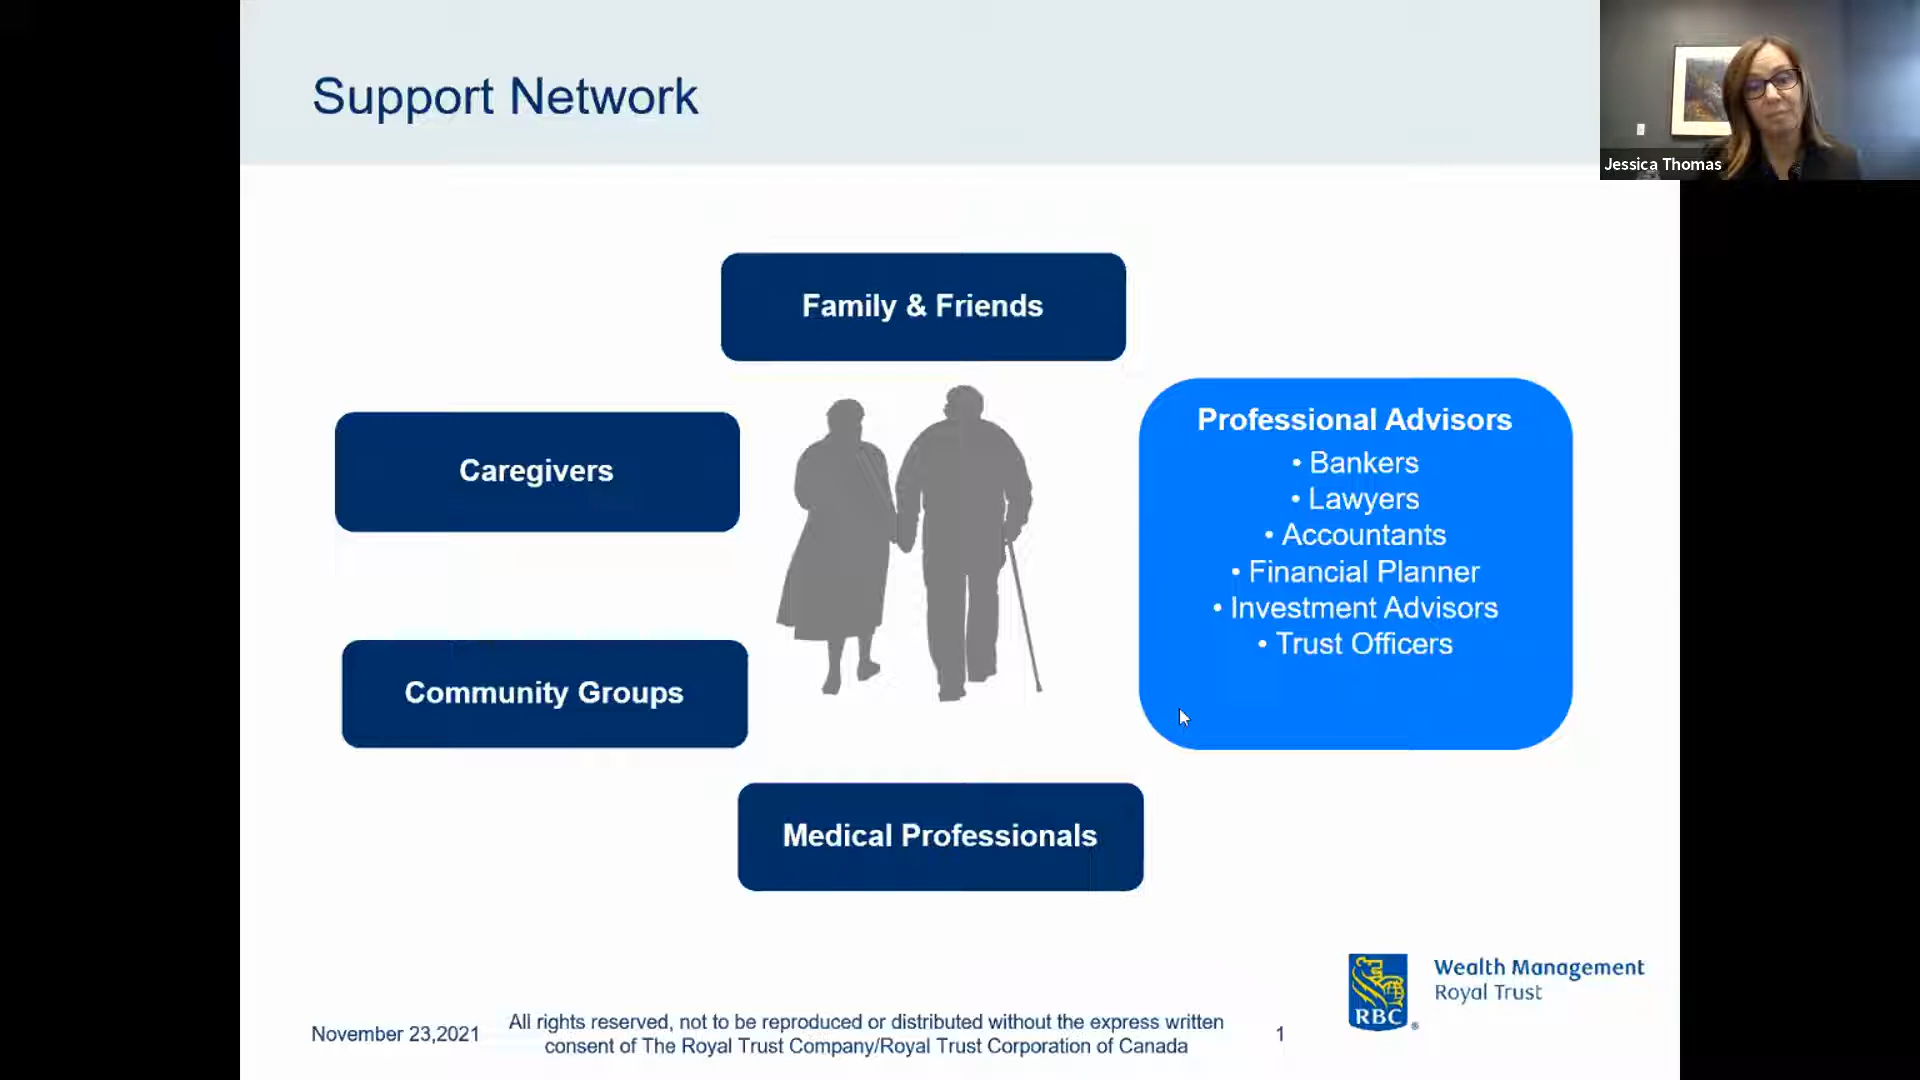 Support Network
Jessica Thomas
Family & Friends
Caregivers
Community Groups
Medical Professionals
Professional Advisors
• Bankers
• Lawyers
• Accountants
• Financial Planner
• Investment Advisors
• Trust Officers
November 23,2021
All rights reserved, not to be reproduced or distributed without the express written
consent of The Royal Trust Company/Royal Trust Corporation of Canada
1
RBC
®
Wealth Management
Royal Trust